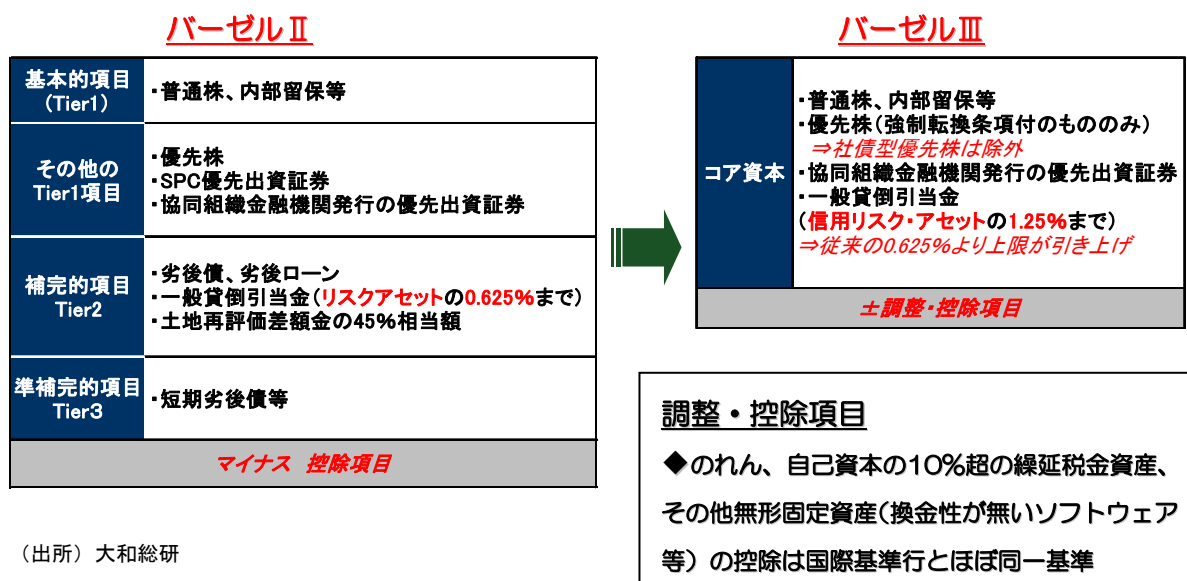 バーゼルⅡ
基本的項目
(Tier1)
・普通株、内部留保等
その他の
Tier1項目
・優先株
・SPC優先出資証券
・協同組織金融機関発行の優先出資証券
補完的項目
Tier2
・劣後債、劣後ローン
・一般貸倒引当金(リスクアセットの0.625%まで)
・土地再評価差額金の45%相当額
準補完的項目
Tier3
・短期劣後債等
マイナス 控除項目
(出所)大和総研
バーゼルⅢ
コア資本
・普通株、内部留保等
・優先株(強制転換条項付のもののみ)
⇒社債型優先株は除外
・協同組織金融機関発行の優先出資証券
・一般貸倒引当金
(信用リスク・アセットの1.25%まで)
⇒従来の0.625%より上限が引き上げ
±調整・控除項目
調整・控除項目
◆のれん、自己資本の10%超の繰延税金資産、
その他無形固定資産(換金性が無いソフトウェア
等)の控除は国際基準行とほぼ同一基準